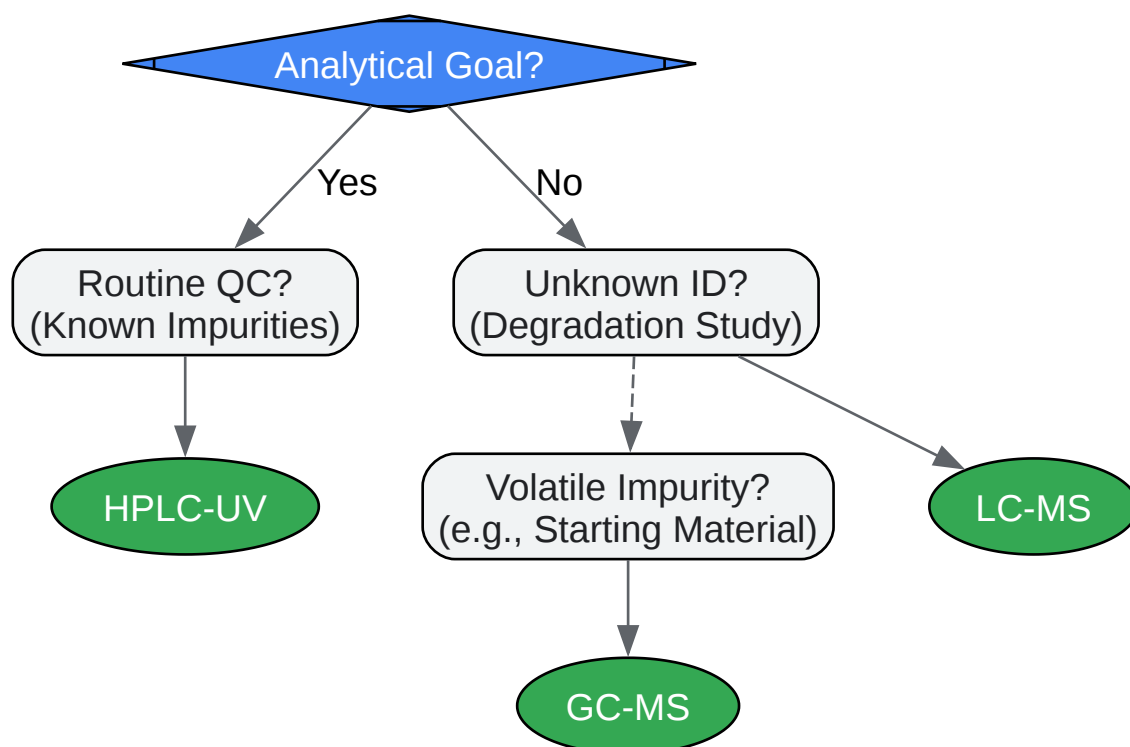 Analytical Goal?
Yes
No
Routine QC?
(Known Impurities)
Unknown ID?
(Degradation Study)
Volatile Impurity?
(e.g., Starting Material)
HPLC-UV
LC-MS
GC-MS